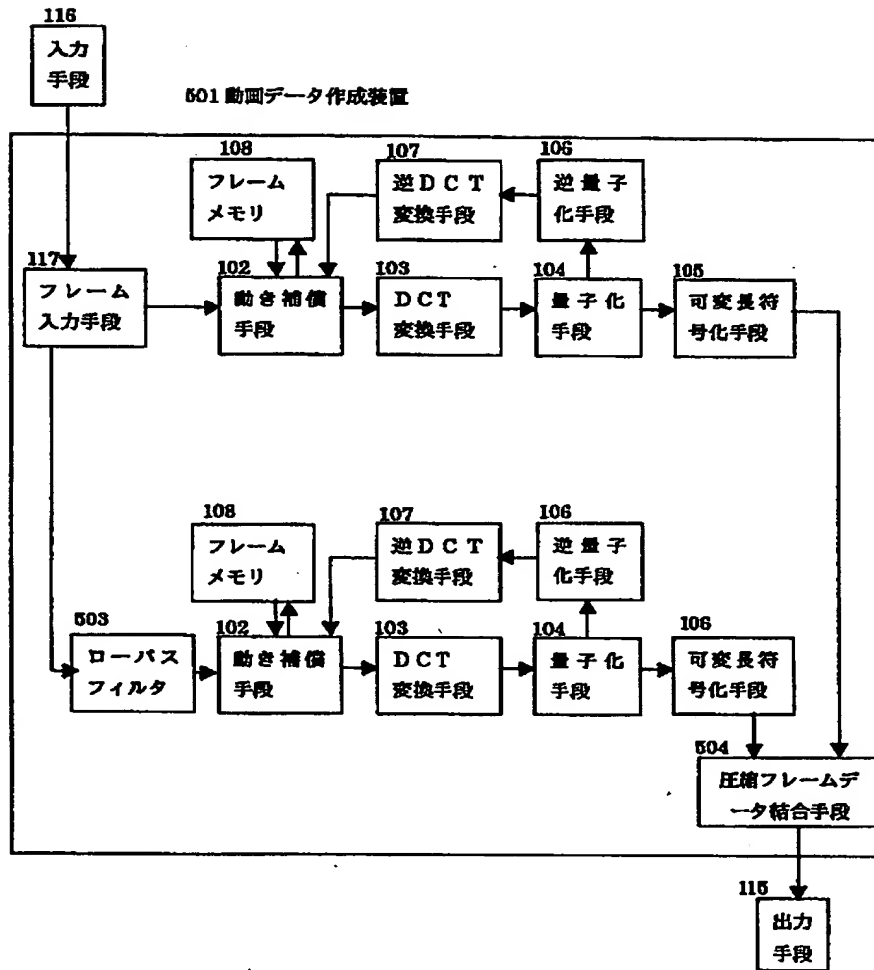 116
入力
手段
501 動画データ作成装置
108
フレーム
メモリ
107
逆DCT
変換手段
106
逆量子
化手段
117
フレーム
入力手段
102
動き補償
手段
103
DCT
変換手段
104
量子化
手段
105
可変長符
号化手段
108
フレーム
メモリ
107
逆DCT
変換手段
106
逆量子
化手段
503
ローパス
フィルタ
102
動き補償
手段
103
DCT
変換手段
104
量子化
手段
106
可変長符
号化手段
504
圧縮フレームデ
ータ結合手段
115
出力
手段